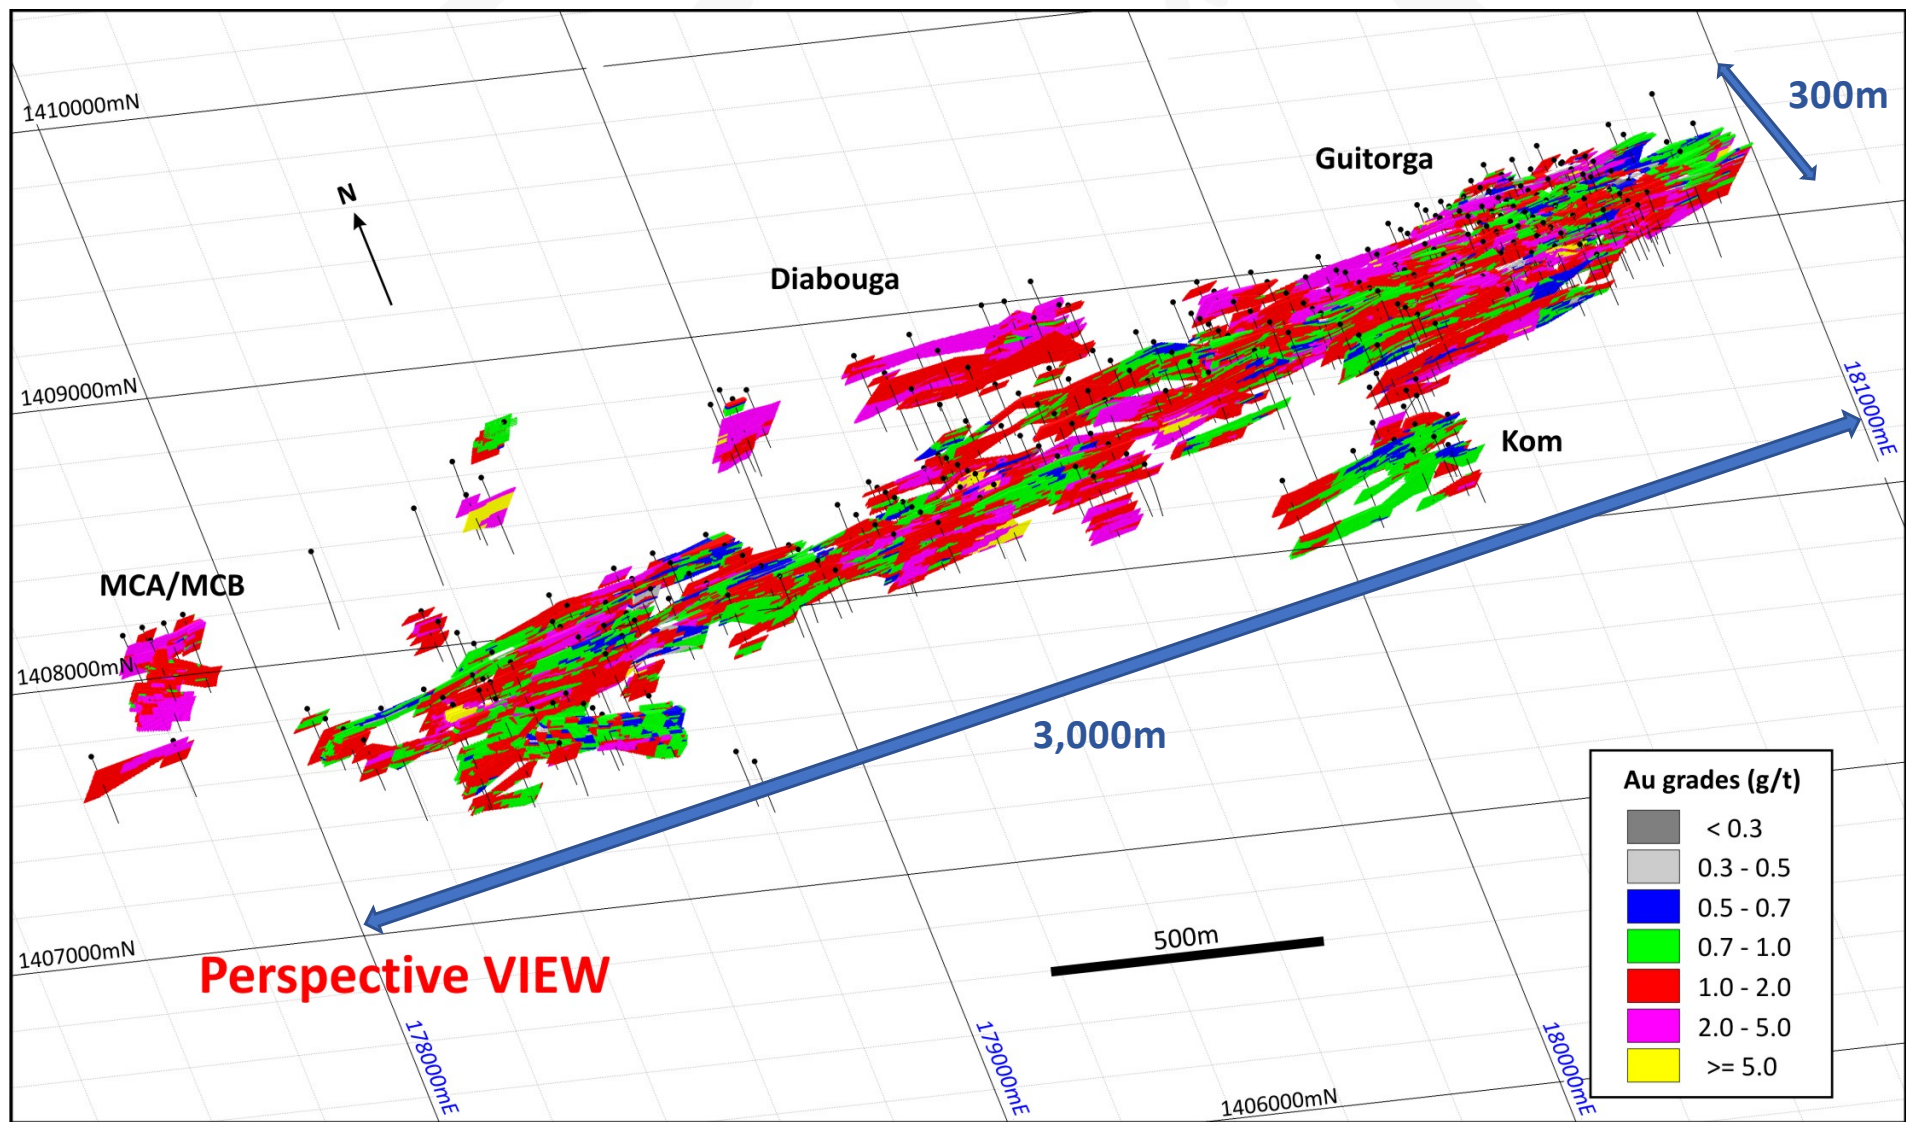 1410000mN
300m
Guitorga
N
Diabouga
1409000mN
181000mE
Kom
MCA/MCB
1408000mN
3,000m
Au grades (g/t)
< 0.3
0.3 - 0.5
0.5 - 0.7
0.7 - 1.0
1.0 - 2.0
2.0 - 5.0
>= 5.0
500m
1407000mN
Perspective VIEW
178000mE
179000mE
180000mE
1406000mN